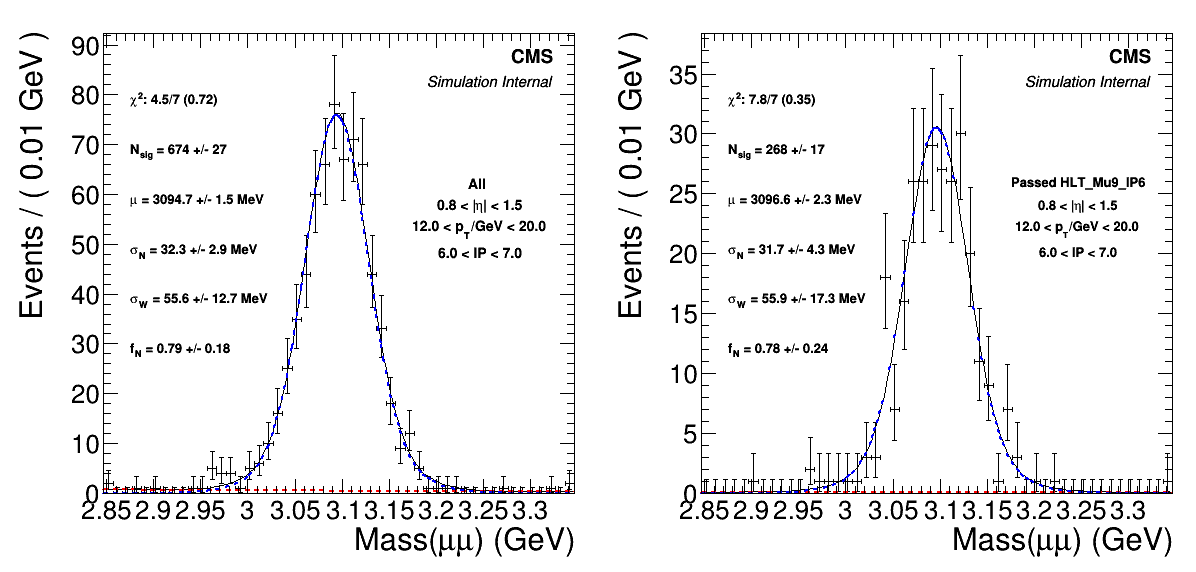 CMS
Simulation Internal
χ²: 4.5/7 (0.72)
N_sig = 674 +/- 27
μ = 3094.7 +/- 1.5 MeV
σ_N = 32.3 +/- 2.9 MeV
σ_W = 55.6 +/- 12.7 MeV
f_N = 0.79 +/- 0.18
All
0.8 < |η| < 1.5
12.0 < p_T/GeV < 20.0
6.0 < IP < 7.0
Events / ( 0.01 GeV )
90
80
70
60
50
40
30
20
10
0
2.85 2.9 2.95 3 3.05 3.1 3.15 3.2 3.25 3.3
Mass(μμ) (GeV)
CMS
Simulation Internal
χ²: 7.8/7 (0.35)
N_sig = 268 +/- 17
μ = 3096.6 +/- 2.3 MeV
σ_N = 31.7 +/- 4.3 MeV
σ_W = 55.9 +/- 17.3 MeV
f_N = 0.78 +/- 0.24
Passed HLT_Mu9_IP6
0.8 < |η| < 1.5
12.0 < p_T/GeV < 20.0
6.0 < IP < 7.0
Events / ( 0.01 GeV )
35
30
25
20
15
10
5
0
2.85 2.9 2.95 3 3.05 3.1 3.15 3.2 3.25 3.3
Mass(μμ) (GeV)